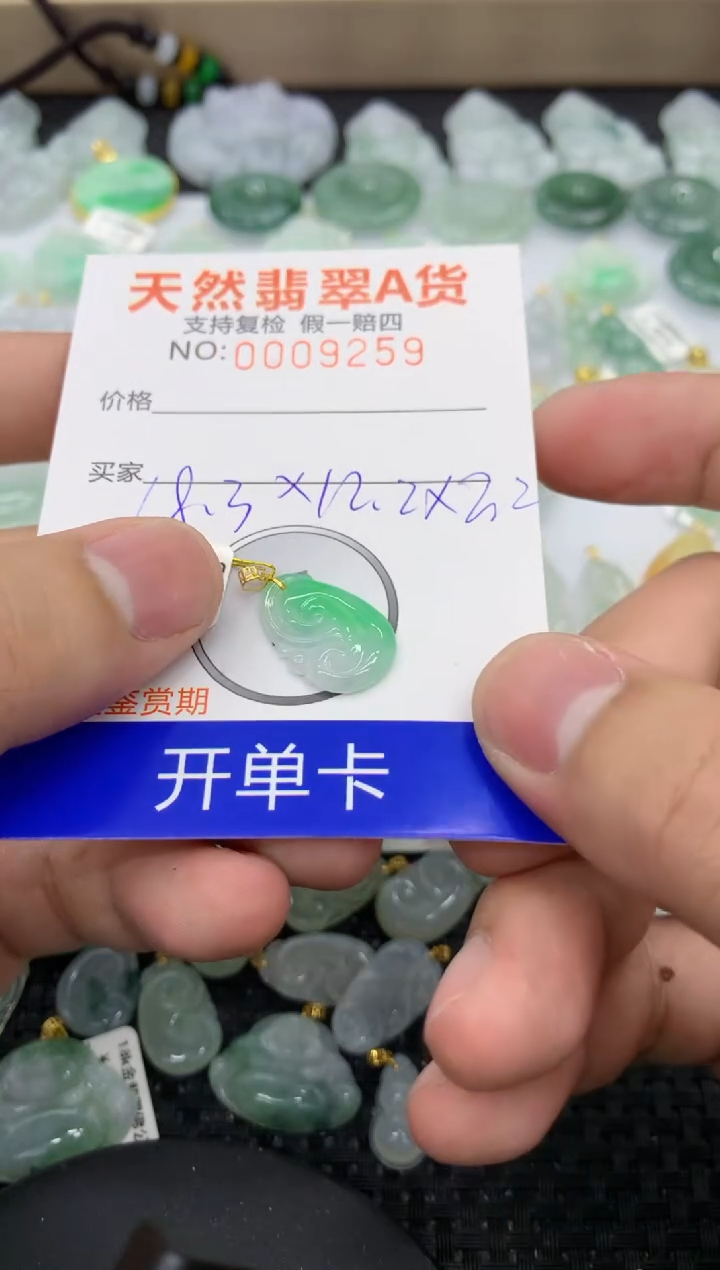 天然翡翠A货
支持复检 假一赔四
NO:0009259
价格
买家
18.3×12.2×2.2
鉴赏期
开单卡